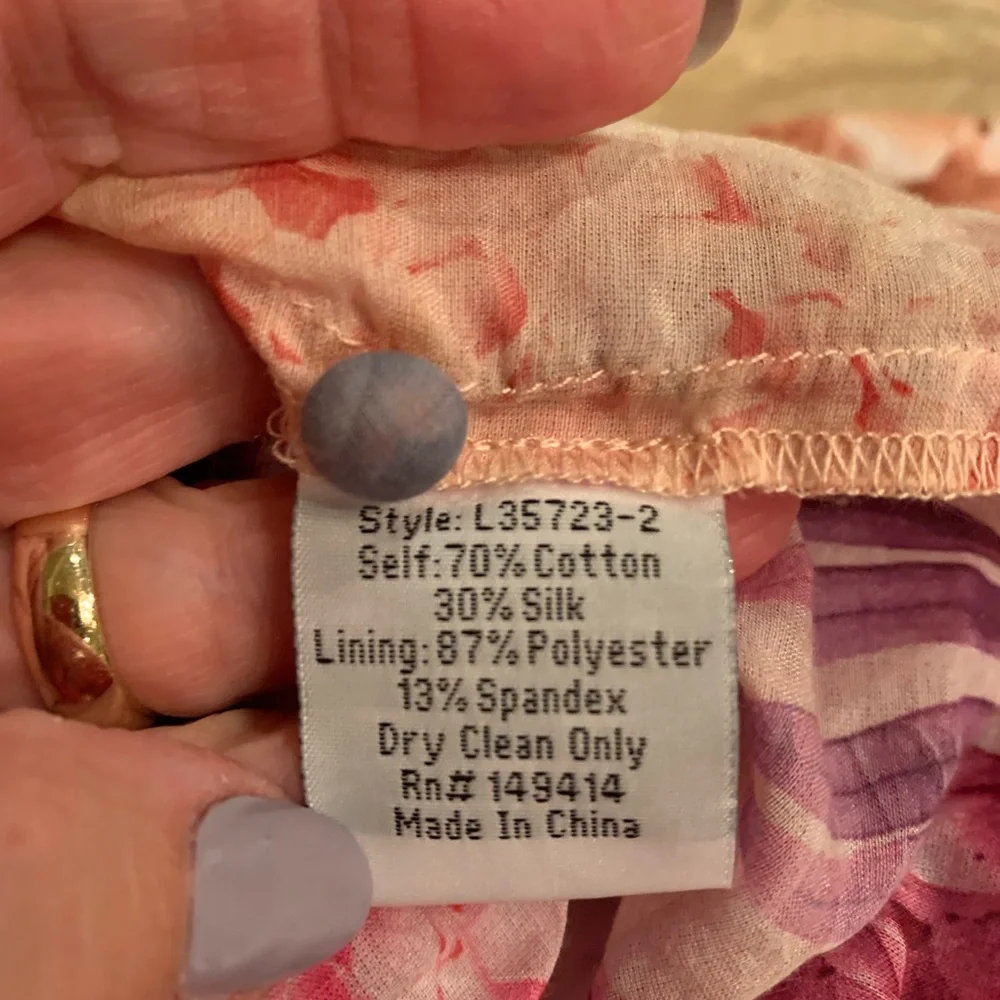 Style: L35723-2
Self:70% Cotton
30% Silk
Lining:87% Polyester
13% Spandex
Dry Clean Only
Rn# 149414
Made In China